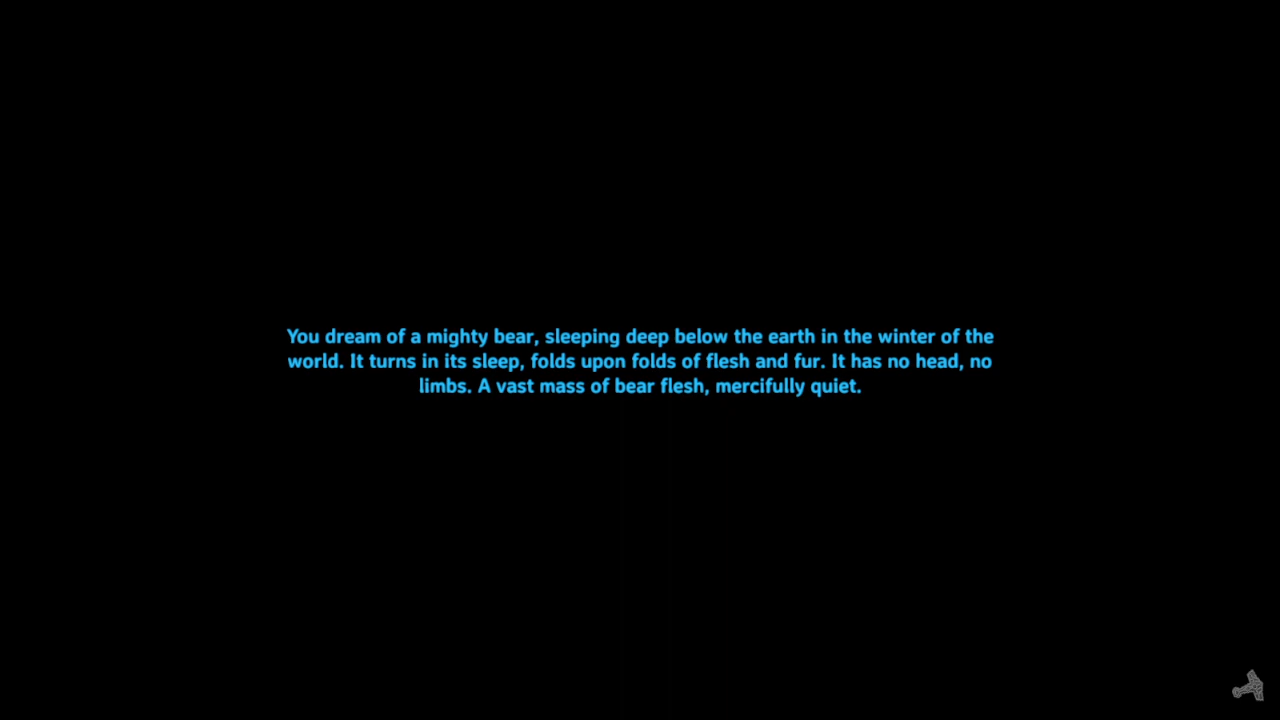 You dream of a mighty bear, sleeping deep below the earth in the winter of the
world. It turns in its sleep, folds upon folds of flesh and fur. It has no head, no
limbs. A vast mass of bear flesh, mercifully quiet.